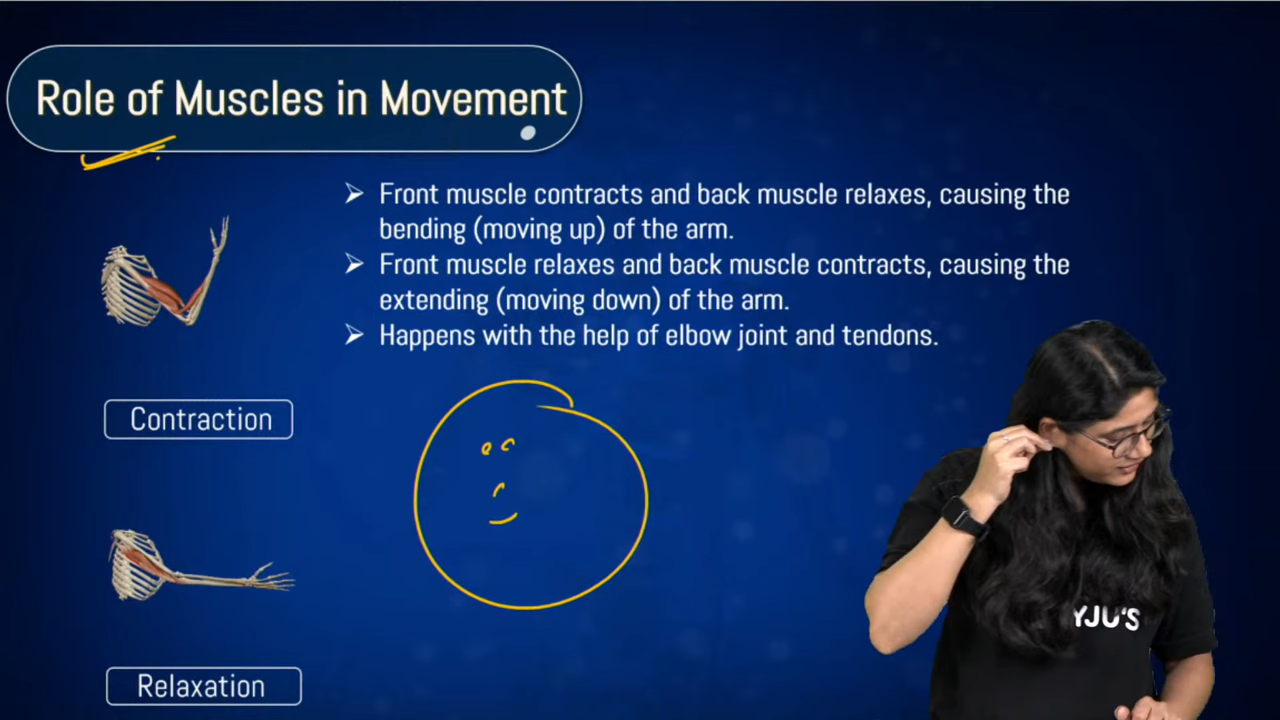 Role of Muscles in Movement
➢ Front muscle contracts and back muscle relaxes, causing the
bending (moving up) of the arm.
➢ Front muscle relaxes and back muscle contracts, causing the
extending (moving down) of the arm.
➢ Happens with the help of elbow joint and tendons.
Contraction
Relaxation
YJU'S